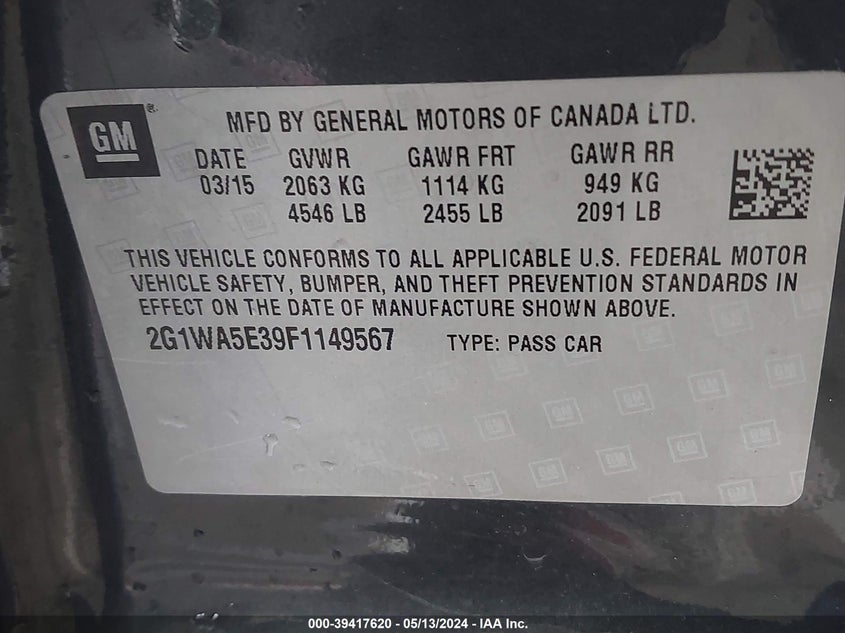 GM
MFD BY GENERAL MOTORS OF CANADA LTD.
DATE GVWR GAWR FRT GAWR RR
03/15 2063 KG 1114 KG 949 KG
4546 LB 2455 LB 2091 LB
THIS VEHICLE CONFORMS TO ALL APPLICABLE U.S. FEDERAL MOTOR
VEHICLE SAFETY, BUMPER, AND THEFT PREVENTION STANDARDS IN
EFFECT ON THE DATE OF MANUFACTURE SHOWN ABOVE.
2G1WA5E39F1149567 TYPE: PASS CAR
000-39417620 - 05/13/2024 - IAA Inc.